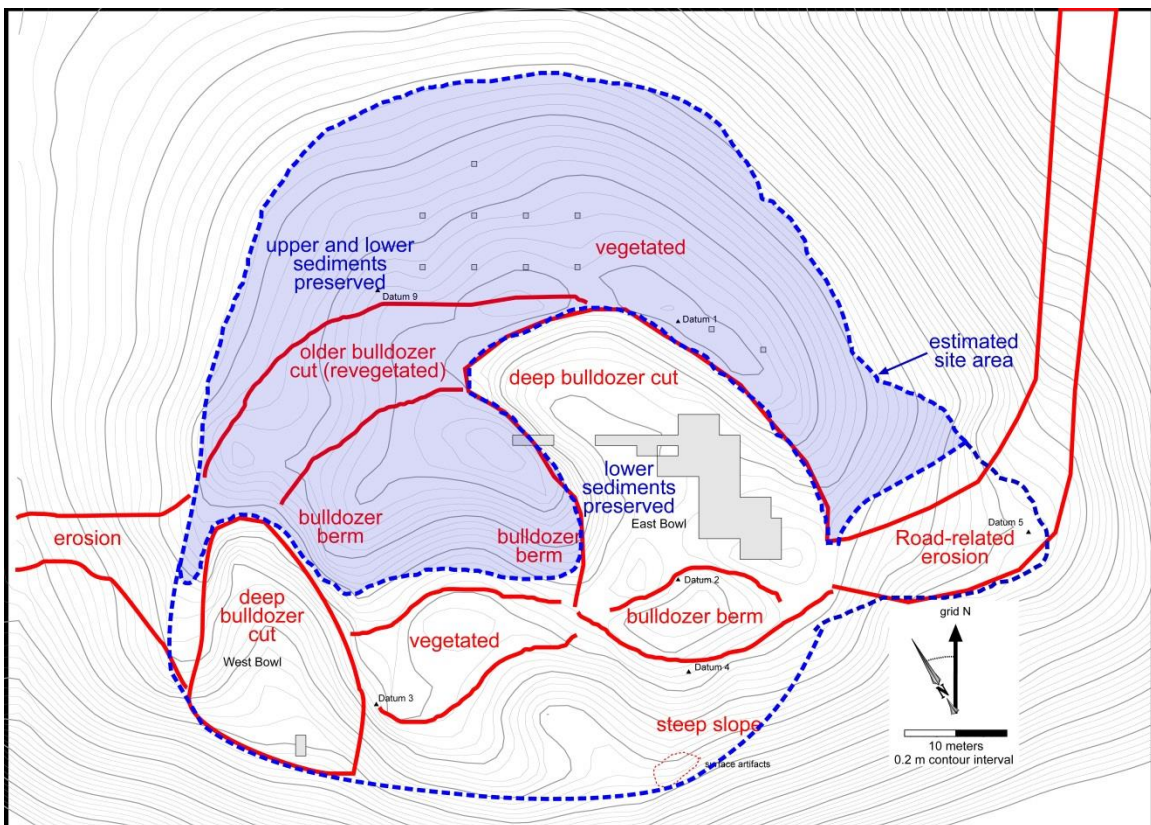 vegetated
upper and lower
sediments
preserved
Datum 9
Datum 1
estimated
site area
older bulldozer
cut (revegetated)
deep bulldozer cut
lower
sediments
preserved
East Bowl
bulldozer
berm
bulldozer
berm
erosion
Datum 5
Road-related
erosion
Datum 2
bulldozer berm
deep
bulldozer
cut
West Bowl
vegetated
Datum 4
Datum 3
steep slope
surface artifacts
grid N
N
10 meters
0.2 m contour interval